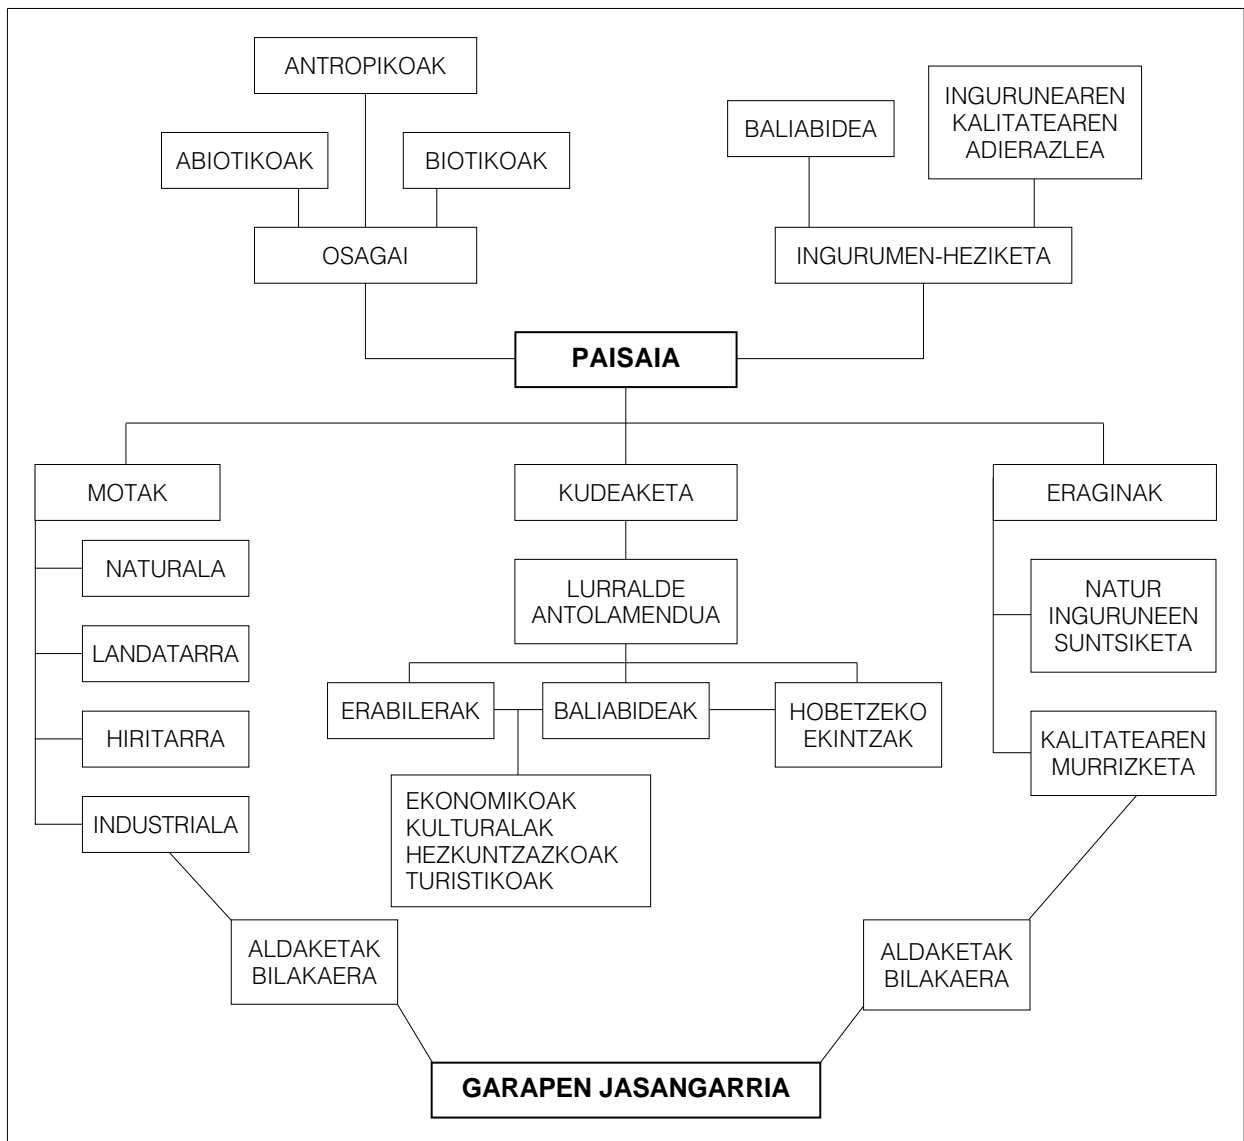 ANTROPIKOAK
ABIOTIKOAK
BIOTIKOAK
OSAGAI
BALIABIDEA
INGURUNEAREN
KALITATEAREN
ADIERAZLEA
INGURUMEN-HEZIKETA
PAISAIA
MOTAK
NATURALA
LANDATARRA
HIRITARRA
INDUSTRIALA
KUDEAKETA
LURRALDE
ANTOLAMENDUA
ERABILERAK
BALIABIDEAK
HOBETZEKO
EKINTZAK
EKONOMIKOAK
KULTURALAK
HEZKUNTZAZKOAK
TURISTIKOAK
ERAGINAK
NATUR
INGURUNEEN
SUNTSIKETA
KALITATEAREN
MURRIZKETA
ALDAKETAK
BILAKAERA
ALDAKETAK
BILAKAERA
GARAPEN JASANGARRIA